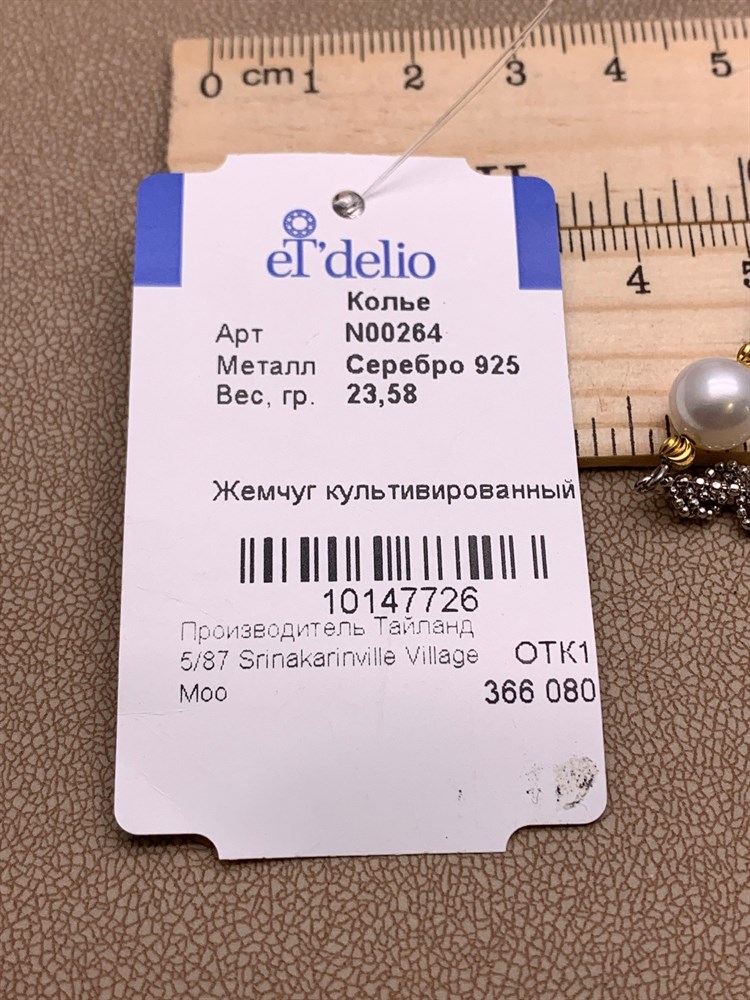 0 cm 1 2 3 4 5
4 5
eT'delio
Колье
Арт N00264
Металл Серебро 925
Вес, гр. 23,58
Жемчуг культивированный
10147726
Производитель Тайланд
5/87 Srinakarinville Village ОТК1
Moo 366 080